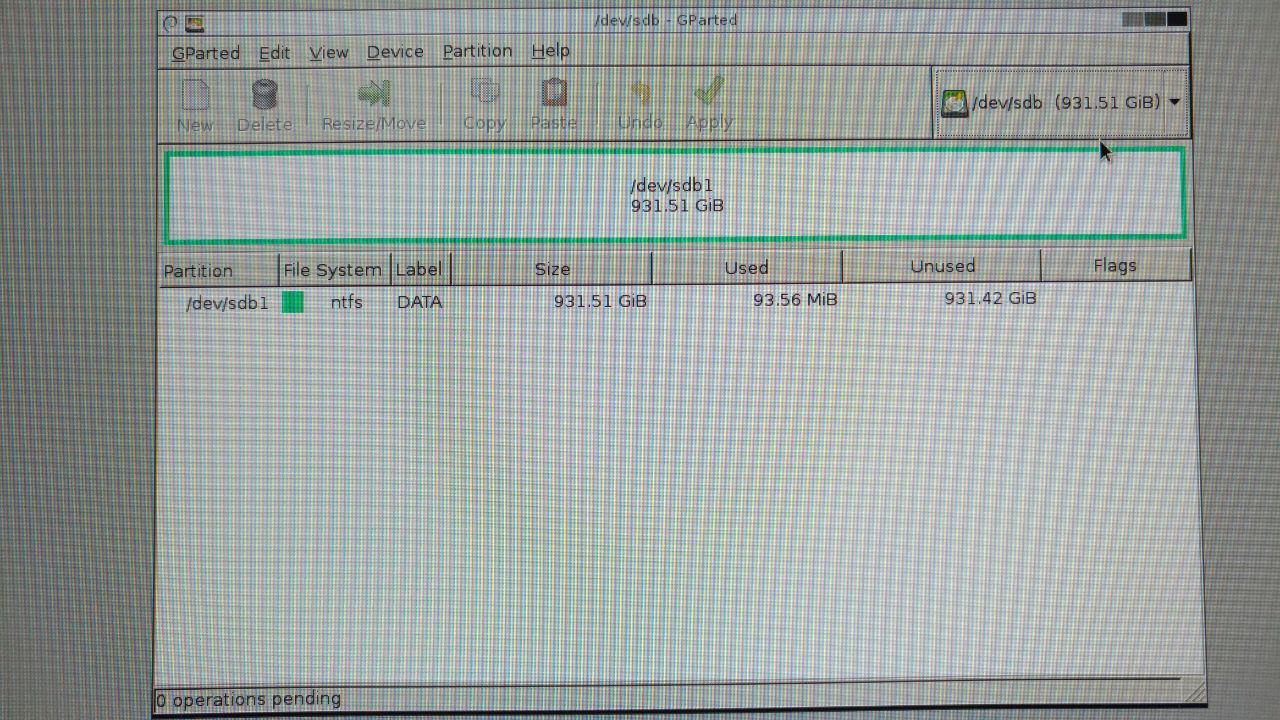 /dev/sdb - GParted
GParted Edit View Device Partition Help
New Delete Resize/Move Copy Paste Undo Apply /dev/sdb (931.51 GiB)
/dev/sdb1
931.51 GiB
Partition File System Label Size Used Unused Flags
/dev/sdb1 ntfs DATA 931.51 GiB 93.56 MiB 931.42 GiB
0 operations pending